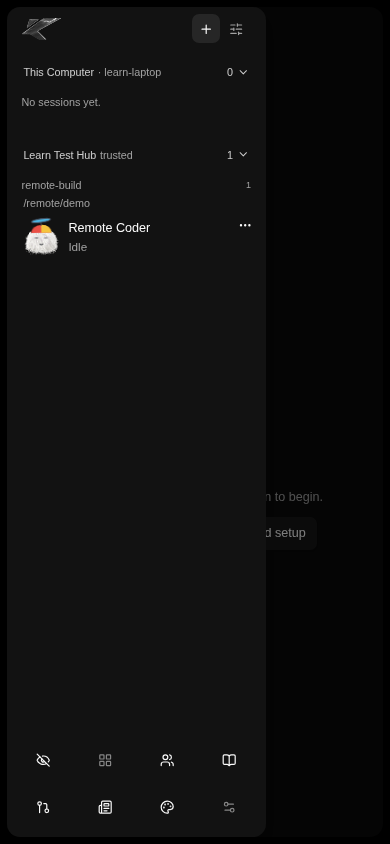 This Computer · learn-laptop 0
No sessions yet.
Learn Test Hub trusted 1
remote-build 1
/remote/demo
Remote Coder
Idle
to begin.
setup